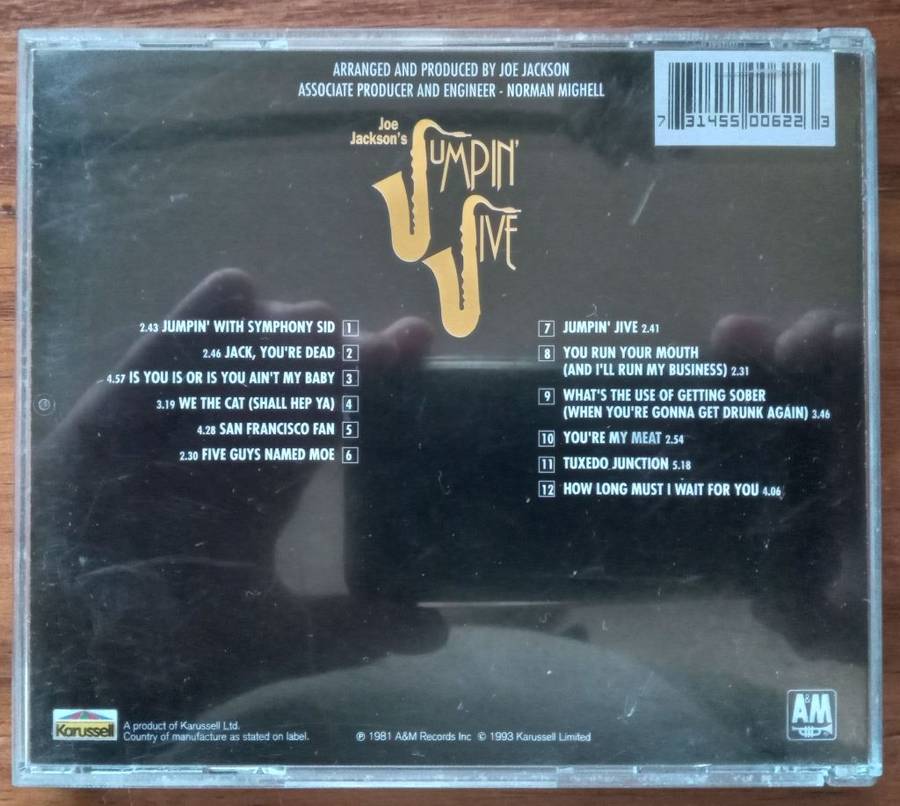 ARRANGED AND PRODUCED BY JOE JACKSON
ASSOCIATE PRODUCER AND ENGINEER - NORMAN MIGHELL
7 31455 00622 3
Joe
Jackson's
JUMPIN'
JIVE
2.43 JUMPIN' WITH SYMPHONY SID 1
2.46 JACK, YOU'RE DEAD 2
4.57 IS YOU IS OR IS YOU AIN'T MY BABY 3
3.19 WE THE CAT (SHALL HEP YA) 4
4.28 SAN FRANCISCO FAN 5
2.30 FIVE GUYS NAMED MOE 6
7 JUMPIN' JIVE 2.41
8 YOU RUN YOUR MOUTH
(AND I'LL RUN MY BUSINESS) 2.31
9 WHAT'S THE USE OF GETTING SOBER
(WHEN YOU'RE GONNA GET DRUNK AGAIN) 3.46
10 YOU'RE MY MEAT 2.54
11 TUXEDO JUNCTION 5.18
12 HOW LONG MUST I WAIT FOR YOU 4.06
Karussell
A product of Karussell Ltd.
Country of manufacture as stated on label.
℗ 1981 A&M Records Inc © 1993 Karussell Limited
A&M